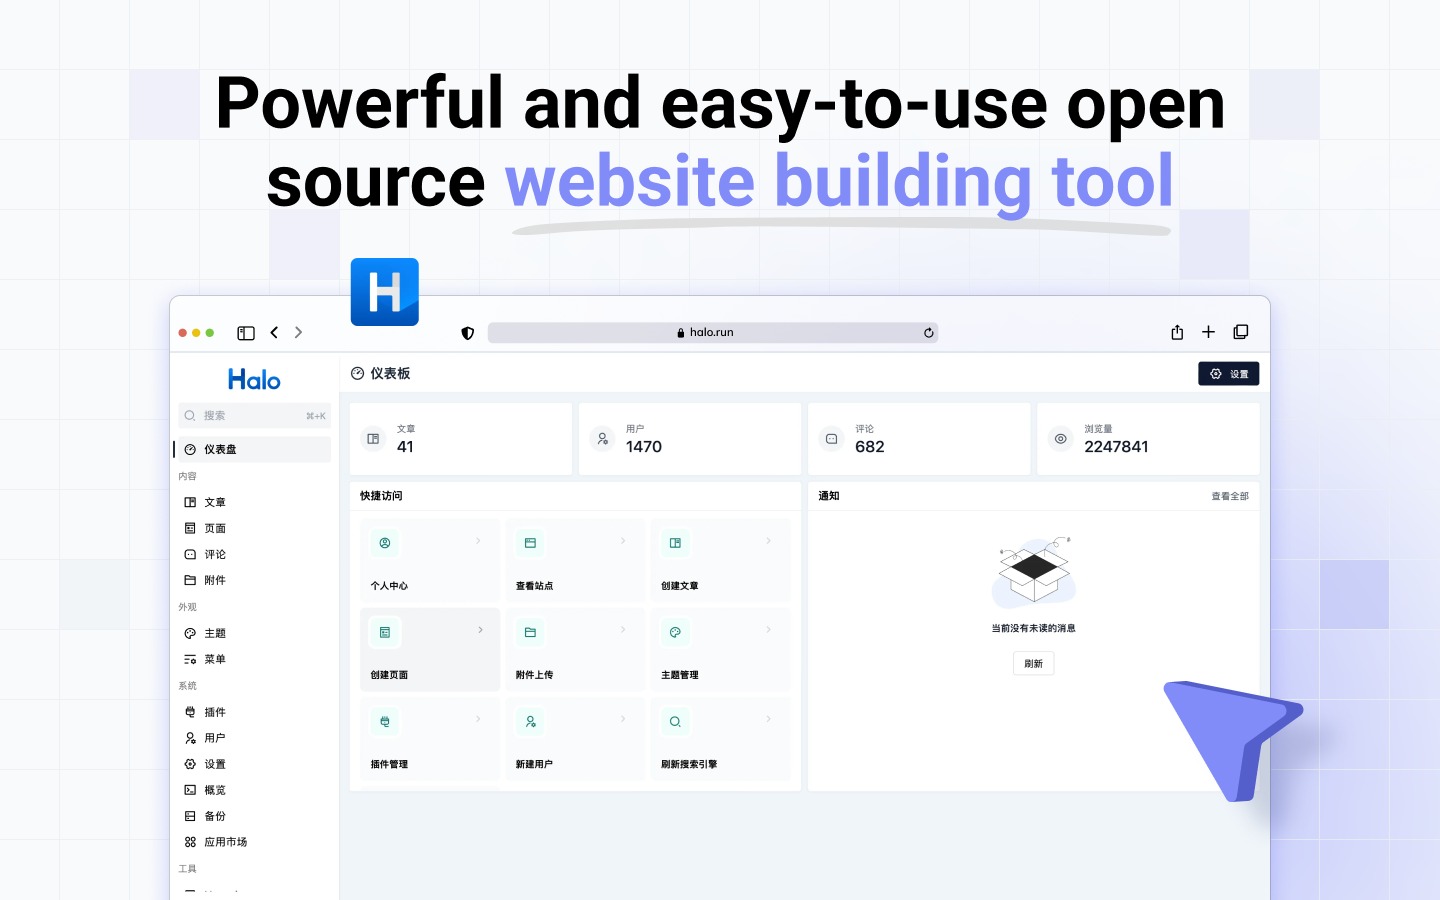 Powerful and easy-to-use open
source website building tool
H
halo.run
Halo
搜索 ⌘+K
仪表盘
内容
文章
页面
评论
附件
外观
主题
菜单
系统
插件
用户
设置
概览
备份
应用市场
工具
仪表板
设置
文章
41
用户
1470
评论
682
浏览量
2247841
快捷访问
个人中心
查看站点
创建文章
创建页面
附件上传
主题管理
插件管理
新建用户
刷新搜索引擎
通知
查看全部
当前没有未读的消息
刷新